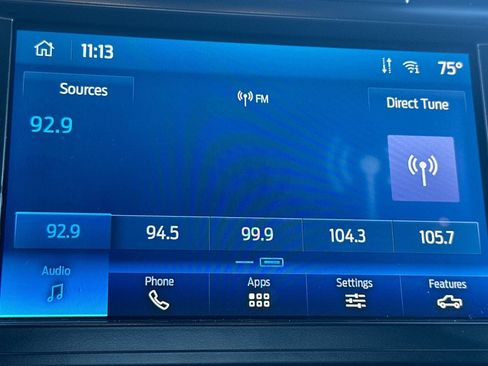 11:13
75°
Sources
FM
Direct Tune
92.9
92.9 94.5 99.9 104.3 105.7
Audio Phone Apps Settings Features